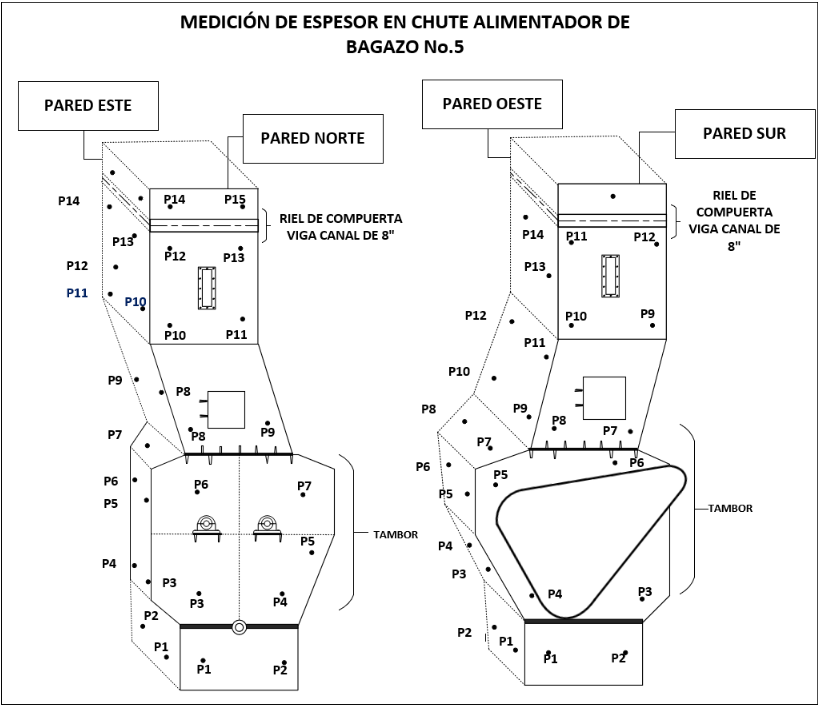 MEDICIÓN DE ESPESOR EN CHUTE ALIMENTADOR DE
BAGAZO No.5
PARED ESTE
PARED NORTE
P14
P14
P15
RIEL DE COMPUERTA
VIGA CANAL DE 8"
P13
P12
P12
P13
P11
P10
P10
P11
P9
P8
P8
P9
P7
P6
P6
P7
P5
P5
P4
P3
P3
P4
TAMBOR
P2
P1
P1
P2
PARED OESTE
PARED SUR
RIEL DE
COMPUERTA
VIGA CANAL DE
8"
P14
P11
P12
P13
P12
P10
P9
P11
P10
P9
P8
P8
P7
P7
P6
P6
P5
P5
TAMBOR
P4
P3
P4
P3
P2
P1
P1
P2